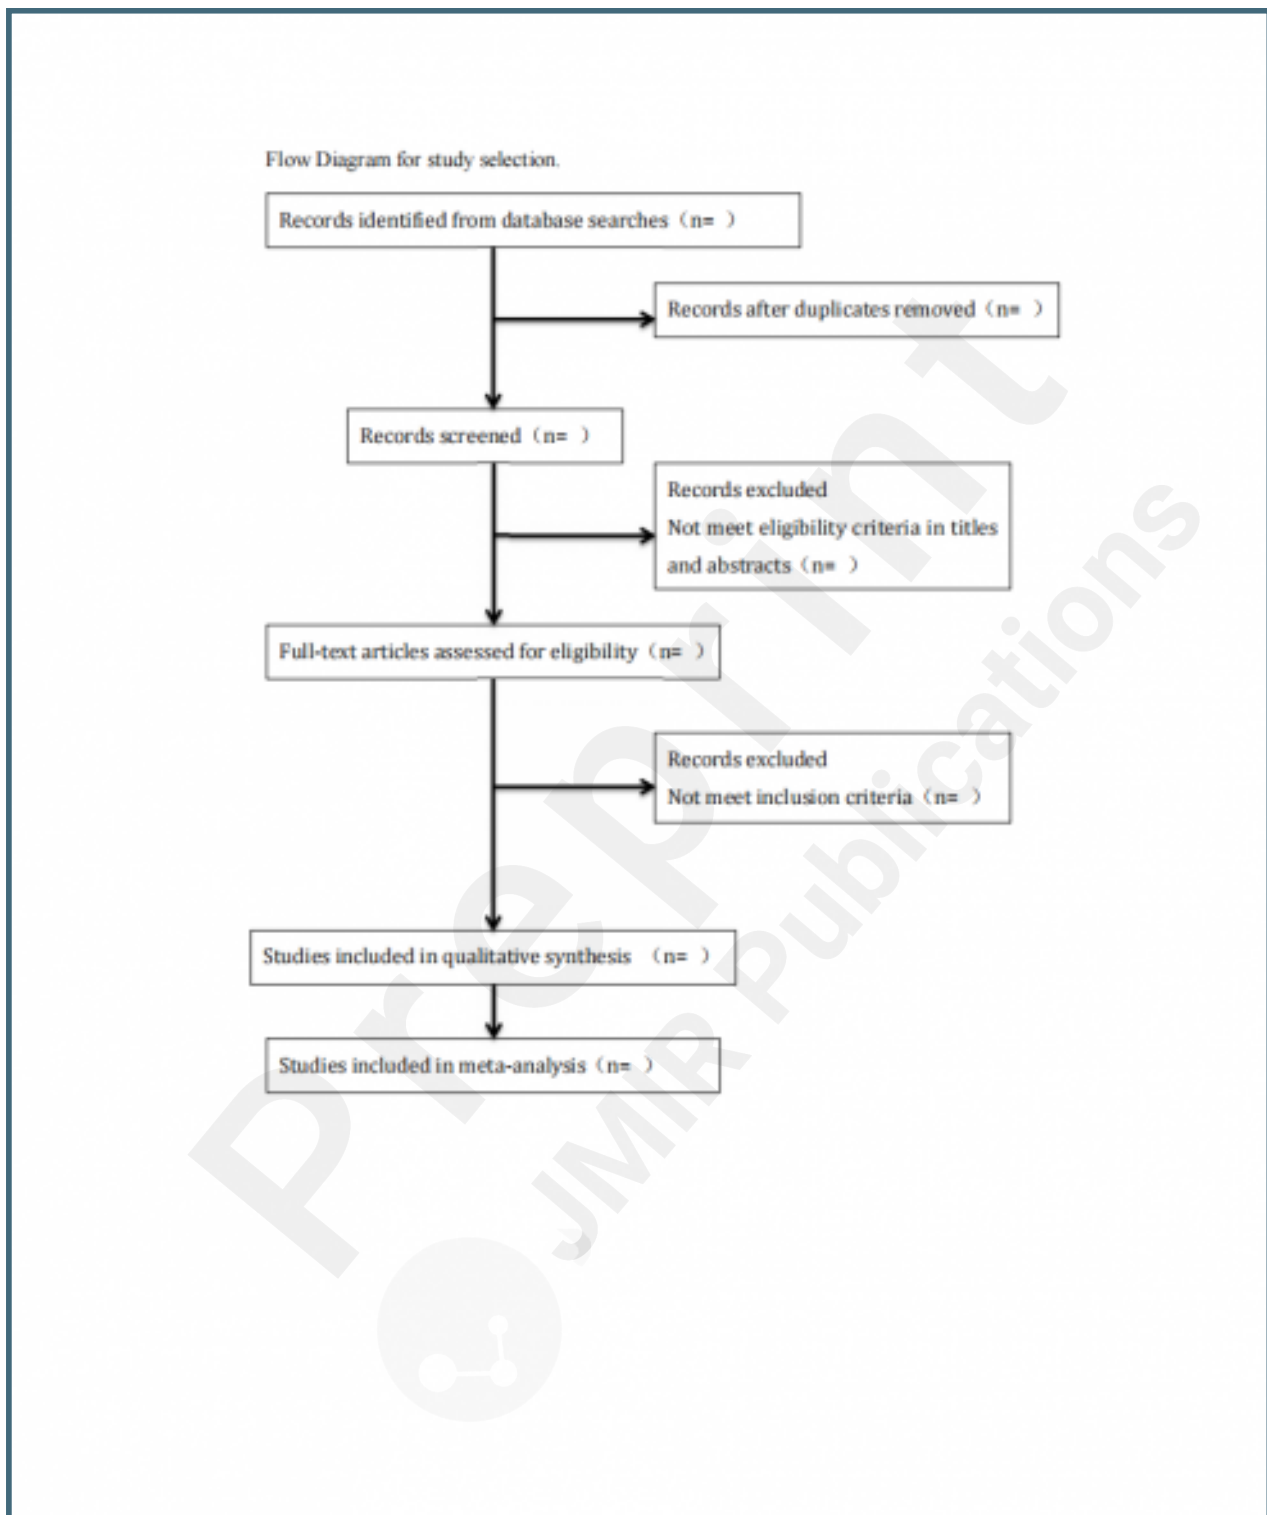 Flow Diagram for study selection.
Records identified from database searches（n=  ）
Records after duplicates removed（n=  ）
Records screened（n=  ）
Records excluded
Not meet eligibility criteria in titles
and abstracts（n=  ）
Full-text articles assessed for eligibility（n=  ）
Records excluded
Not meet inclusion criteria（n=  ）
Studies included in qualitative synthesis （n=  ）
Studies included in meta-analysis（n=  ）
Preprint
JMIR Publications